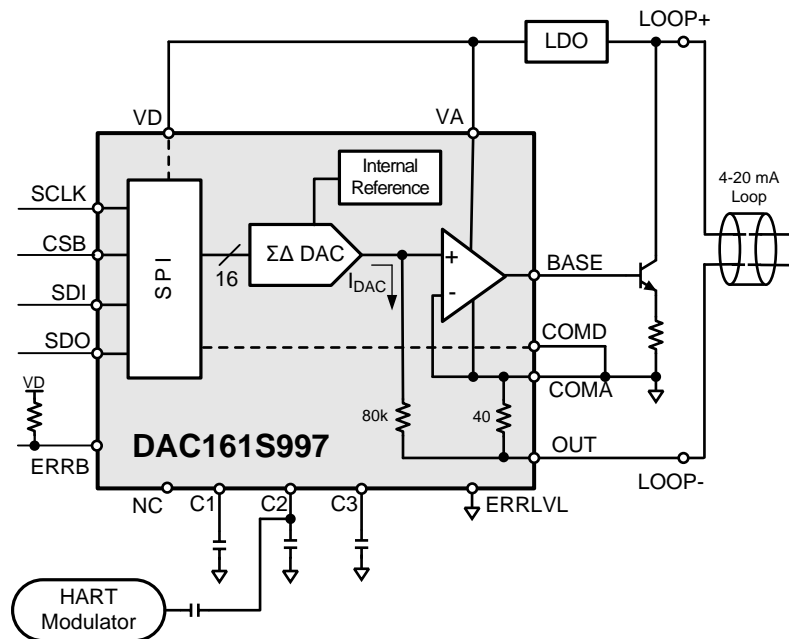 LOOP+
LDO
VD
VA
Internal
Reference
4-20 mA
Loop
SCLK
CSB
SDI
SDO
SPI
16
ΣΔ DAC
IDAC
+
-
BASE
COMD
COMA
VD
80k
40
DAC161S997
ERRB
OUT
LOOP-
NC
C1
C2
C3
ERRLVL
HART
Modulator